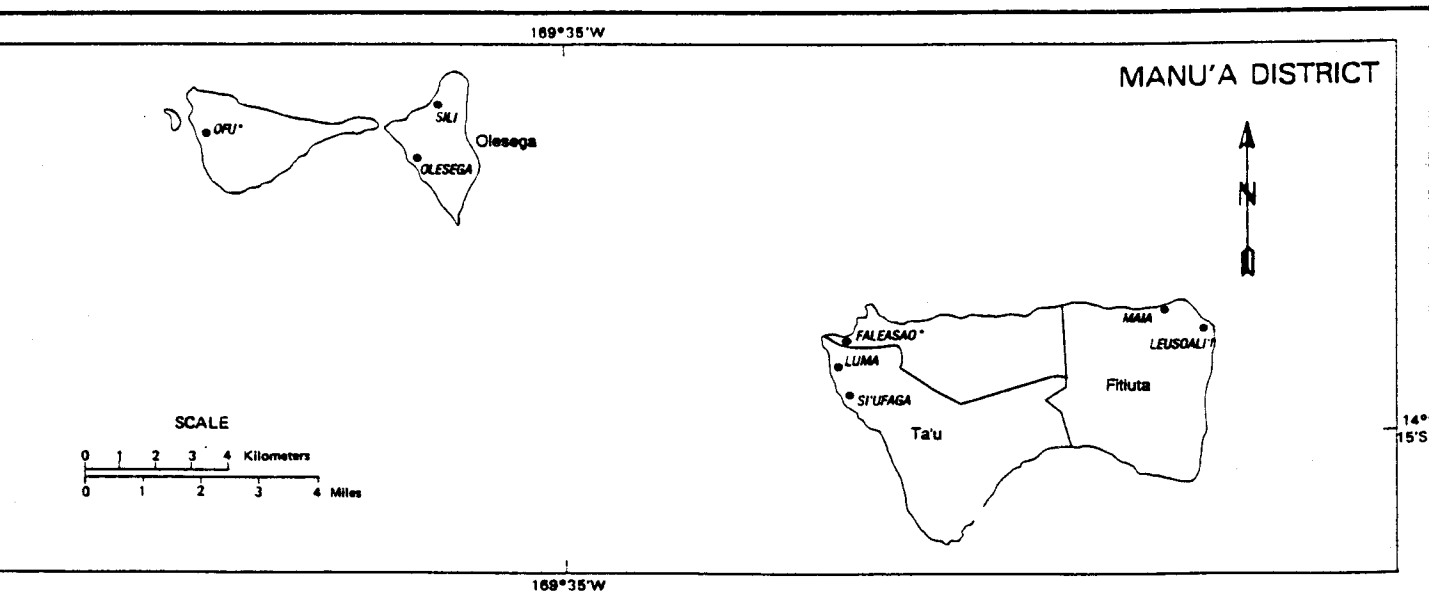 169°35'W
MANU'A DISTRICT
OFU*
SILI
Olesega
OLESEGA
N
MAIA
LEUSOALI'I
FALEASAO*
LUMA
Fitiuta
SI'UFAGA
Ta'u
14°
15'S
SCALE
0 1 2 3 4 Kilometers
0 1 2 3 4 Miles
169°35'W